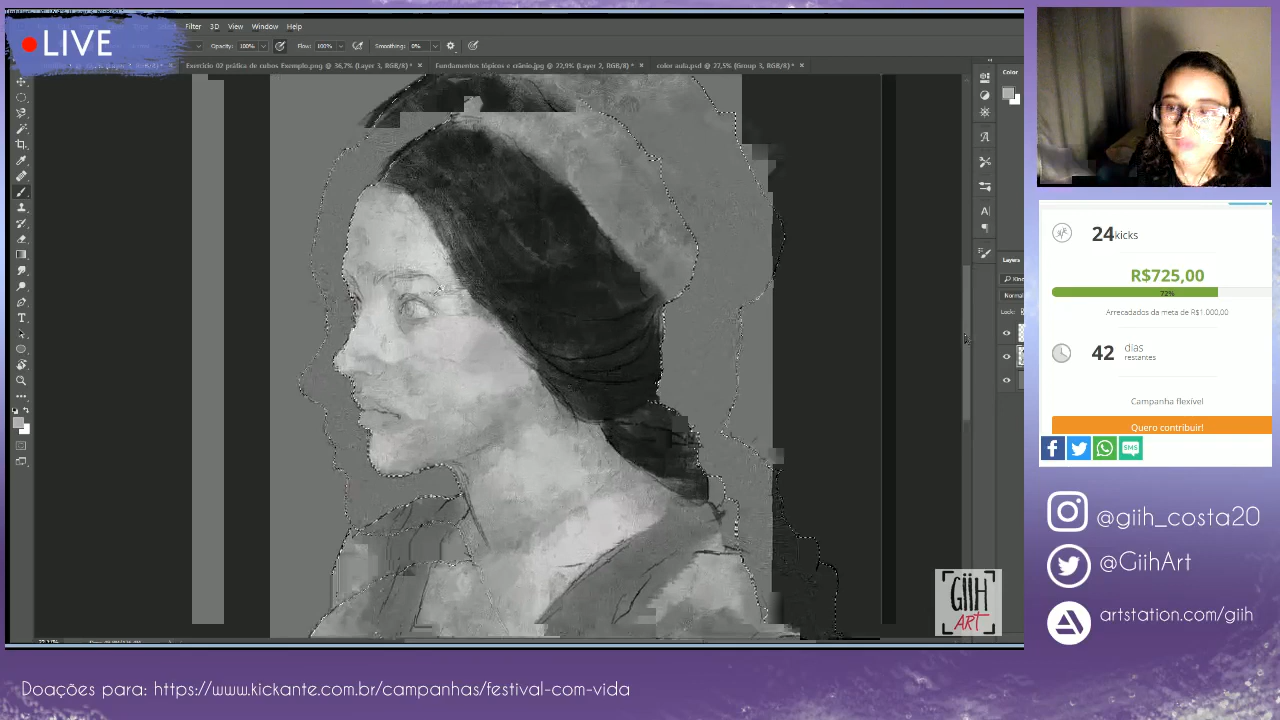 LIVE
Filter 3D View Window Help
Opacity: 100% Flow: 100% Smoothing: 0%
Exercício 02 prática de cubos Exemplo.png @ 36,7% (Layer 3, RGB/8) * ×
Fundamentos tópicos e crânio.jpg @ 22,9% (Layer 2, RGB/8) * ×
color aula.psd @ 27,5% (Group 3, RGB/8) * ×
Color
Layers
Normal
Lock:
24 kicks
R$725,00
72%
Arrecadados da meta de R$1.000,00
42 dias
restantes
Campanha flexível
Quero contribuir!
SMS
@giih_costa20
@GiihArt
artstation.com/giih
GiiH
ART
Doações para: https://www.kickante.com.br/campanhas/festival-com-vida